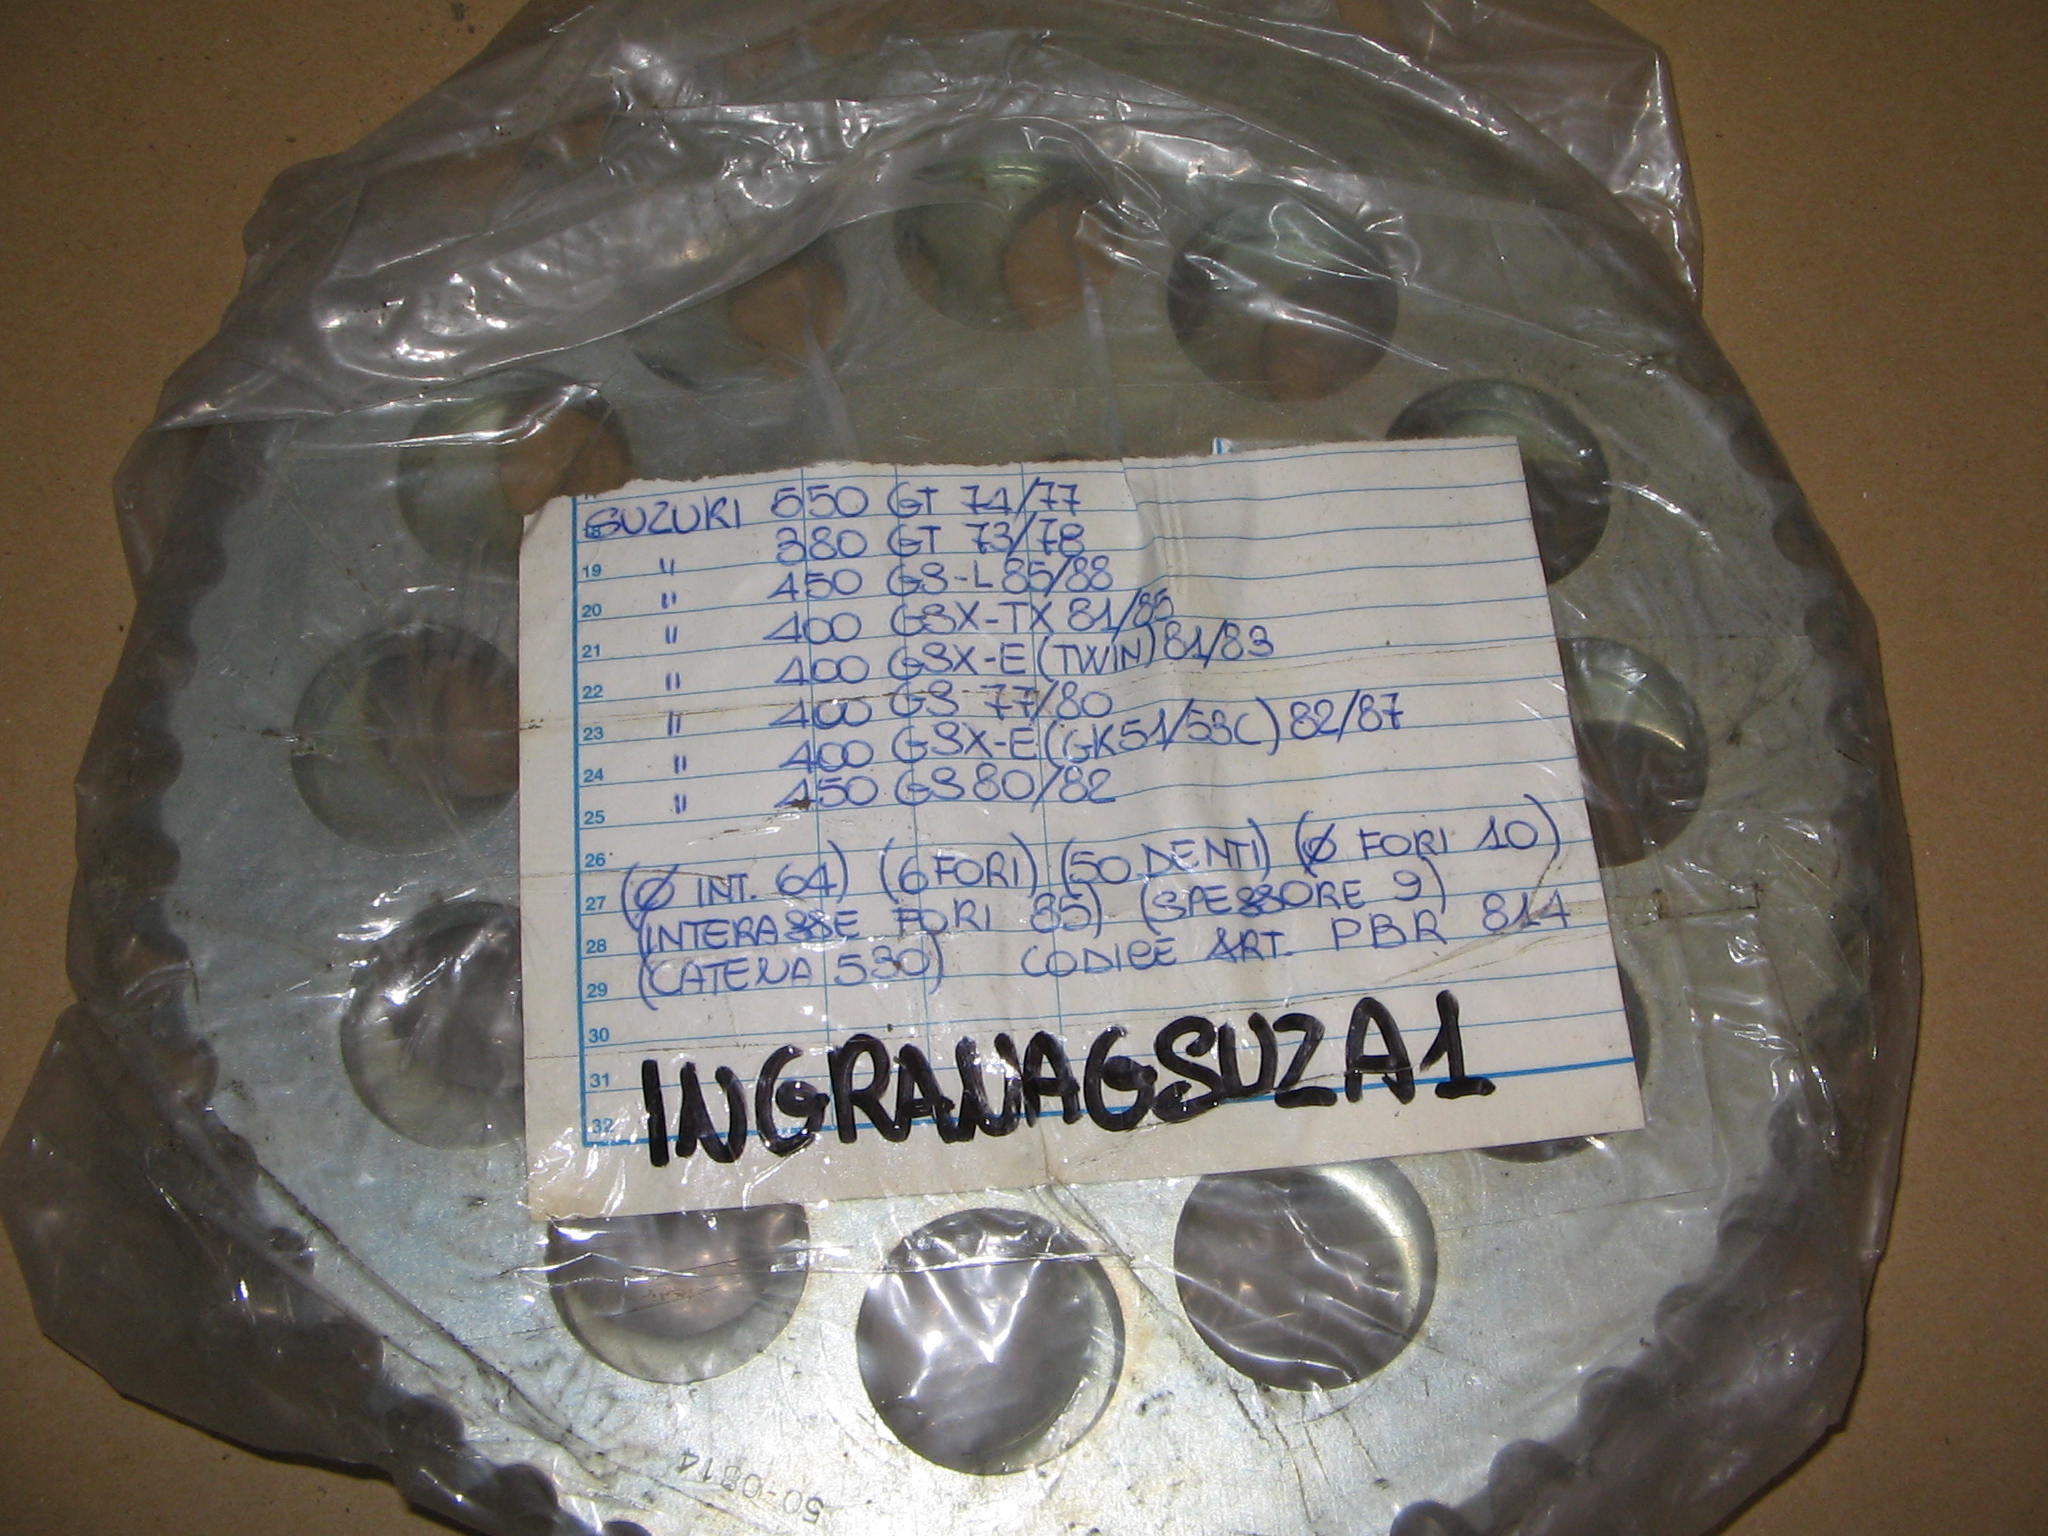 SUZUKI 550 GT 74/77
18
19 " 380 GT 73/78
20 " 450 GS-L 85/88
21 " 400 GSX-TX 81/85
22 " 400 GSX-E (TWIN) 81/83
23 " 400 GS 77/80
24 " 400 GSX-E (GK51/53C) 82/87
25 " 450 GS 80/82
26
27 (Ø INT. 64) (6 FORI) (50 DENTI) (Ø FORI 10)
28 (INTERASSE FORI 85) (SPESSORE 9)
29 (CATENA 530) CODICE ART. PBR 814
30
31
32
INGRANAGSUZA1
50-0814